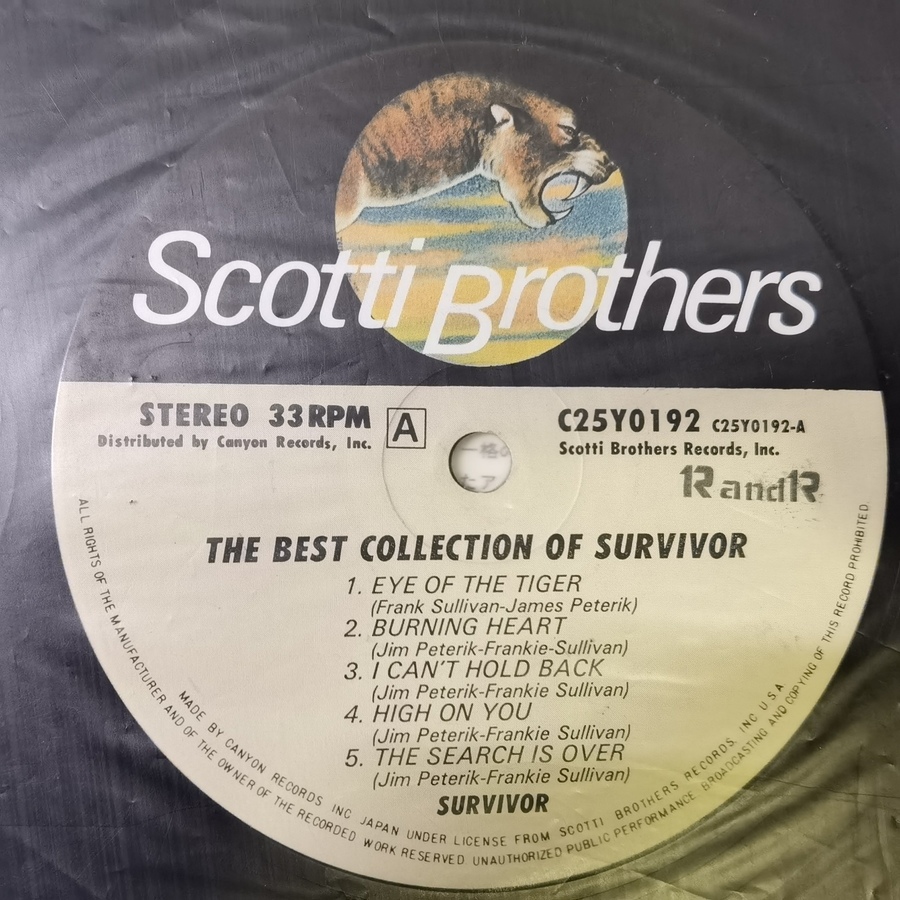 Scotti Brothers
STEREO 33RPM
Distributed by Canyon Records, Inc.
A
C25Y0192 C25Y0192-A
Scotti Brothers Records, Inc.
R and R
THE BEST COLLECTION OF SURVIVOR
1. EYE OF THE TIGER
(Frank Sullivan-James Peterik)
2. BURNING HEART
(Jim Peterik-Frankie-Sullivan)
3. I CAN'T HOLD BACK
(Jim Peterik-Frankie Sullivan)
4. HIGH ON YOU
(Jim Peterik-Frankie Sullivan)
5. THE SEARCH IS OVER
(Jim Peterik-Frankie Sullivan)
SURVIVOR
MADE BY CANYON RECORDS INC JAPAN UNDER LICENSE FROM SCOTTI BROTHERS RECORDS, INC U.S.A.
ALL RIGHTS OF THE MANUFACTURER AND OF THE OWNER OF THE RECORDED WORK RESERVED UNAUTHORIZED PUBLIC PERFORMANCE BROADCASTING AND COPYING OF THIS RECORD PROHIBITED